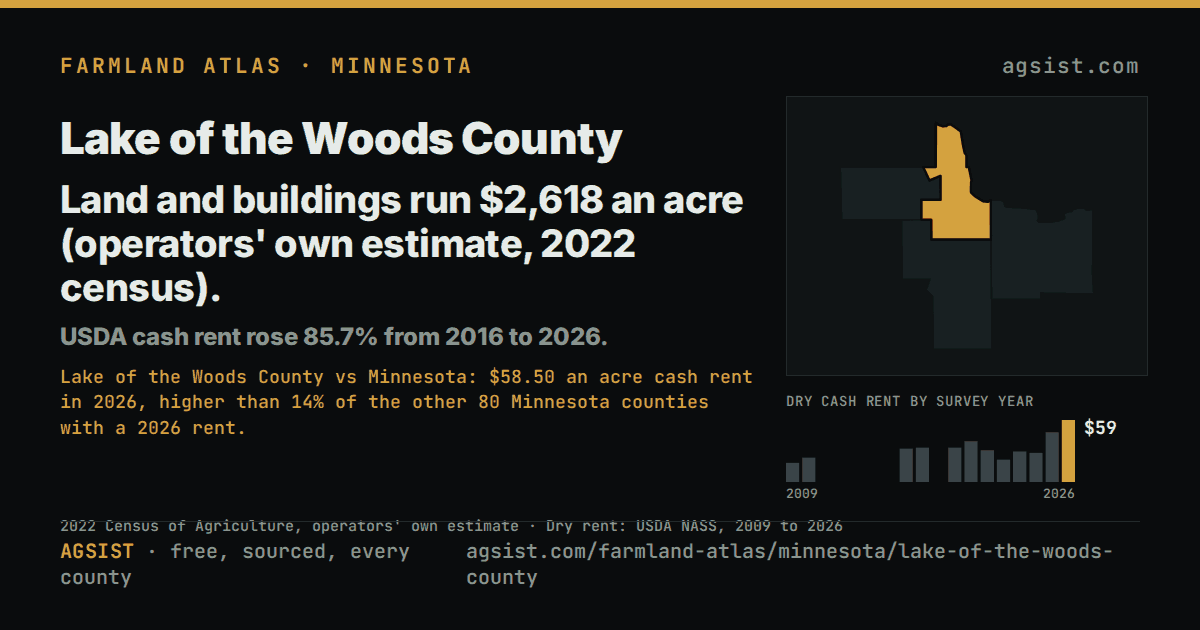 FARMLAND ATLAS · MINNESOTA
agsist.com
Lake of the Woods County
Land and buildings run $2,618 an acre
(operators' own estimate, 2022
census).
USDA cash rent rose 85.7% from 2016 to 2026.
Lake of the Woods County vs Minnesota: $58.50 an acre cash rent
in 2026, higher than 14% of the other 80 Minnesota counties
with a 2026 rent.
DRY CASH RENT BY SURVEY YEAR
$59
2009
2026
2022 Census of Agriculture, operators' own estimate · Dry rent: USDA NASS, 2009 to 2026
AGSIST · free, sourced, every
county
agsist.com/farmland-atlas/minnesota/lake-of-the-woods-
county